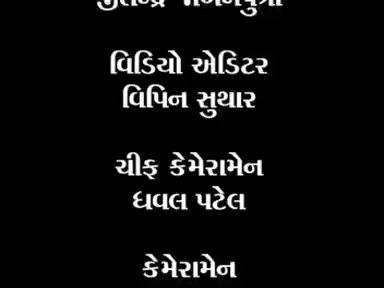 વિડિયો એડિટર
વિપિન સુથાર
ચીફ કેમેરામેન
ધવલ પટેલ
કેમેરામેન